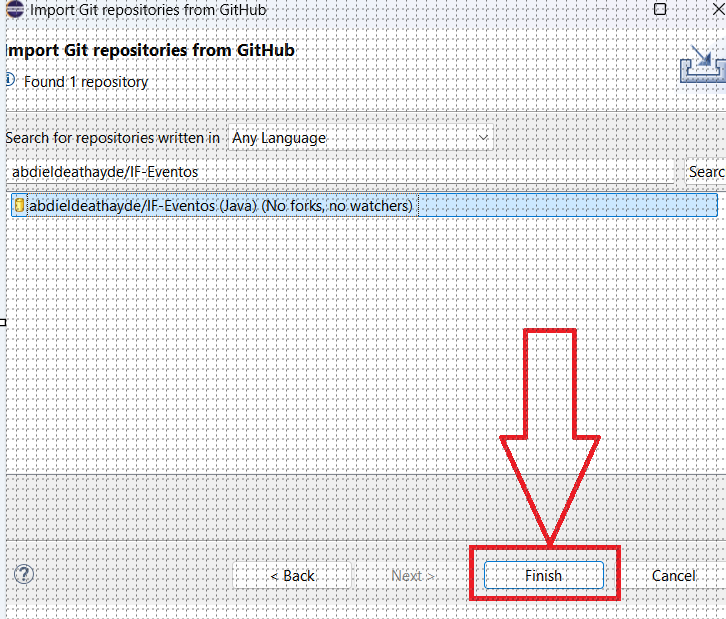 Import Git repositories from GitHub
Import Git repositories from GitHub
Found 1 repository
Search for repositories written in Any Language
abdieldeathayde/IF-Eventos Searc
abdieldeathayde/IF-Eventos (Java) (No forks, no watchers)
? < Back Next > Finish Cancel